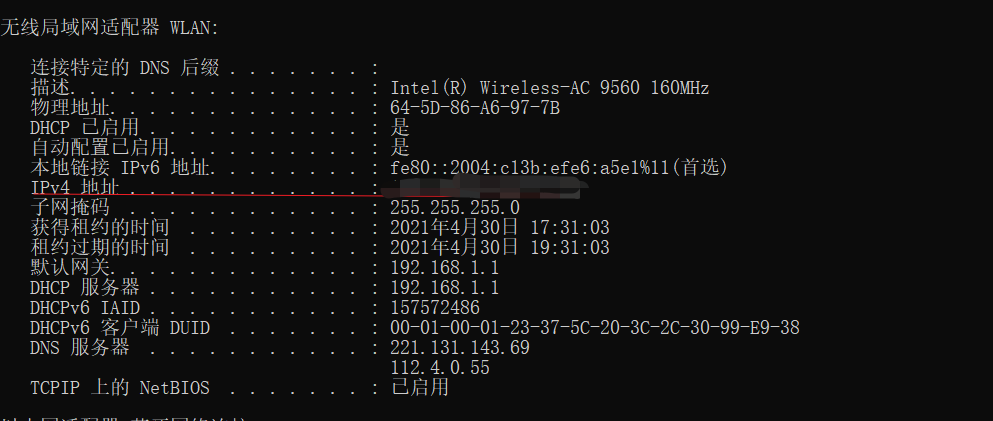 无线局域网适配器 WLAN:
连接特定的 DNS 后缀 . . . . . . . :
描述. . . . . . . . . . . . . . . : Intel(R) Wireless-AC 9560 160MHz
物理地址. . . . . . . . . . . . . : 64-5D-86-A6-97-7B
DHCP 已启用 . . . . . . . . . . . : 是
自动配置已启用. . . . . . . . . . : 是
本地链接 IPv6 地址. . . . . . . . : fe80::2004:c13b:efe6:a5e1%11(首选)
IPv4 地址 . . . . . . . . . . . . :
子网掩码  . . . . . . . . . . . . : 255.255.255.0
获得租约的时间  . . . . . . . . . : 2021年4月30日 17:31:03
租约过期的时间  . . . . . . . . . : 2021年4月30日 19:31:03
默认网关. . . . . . . . . . . . . : 192.168.1.1
DHCP 服务器 . . . . . . . . . . . : 192.168.1.1
DHCPv6 IAID . . . . . . . . . . . : 157572486
DHCPv6 客户端 DUID  . . . . . . . : 00-01-00-01-23-37-5C-20-3C-2C-30-99-E9-38
DNS 服务器  . . . . . . . . . . . : 221.131.143.69
112.4.0.55
TCPIP 上的 NetBIOS  . . . . . . . : 已启用